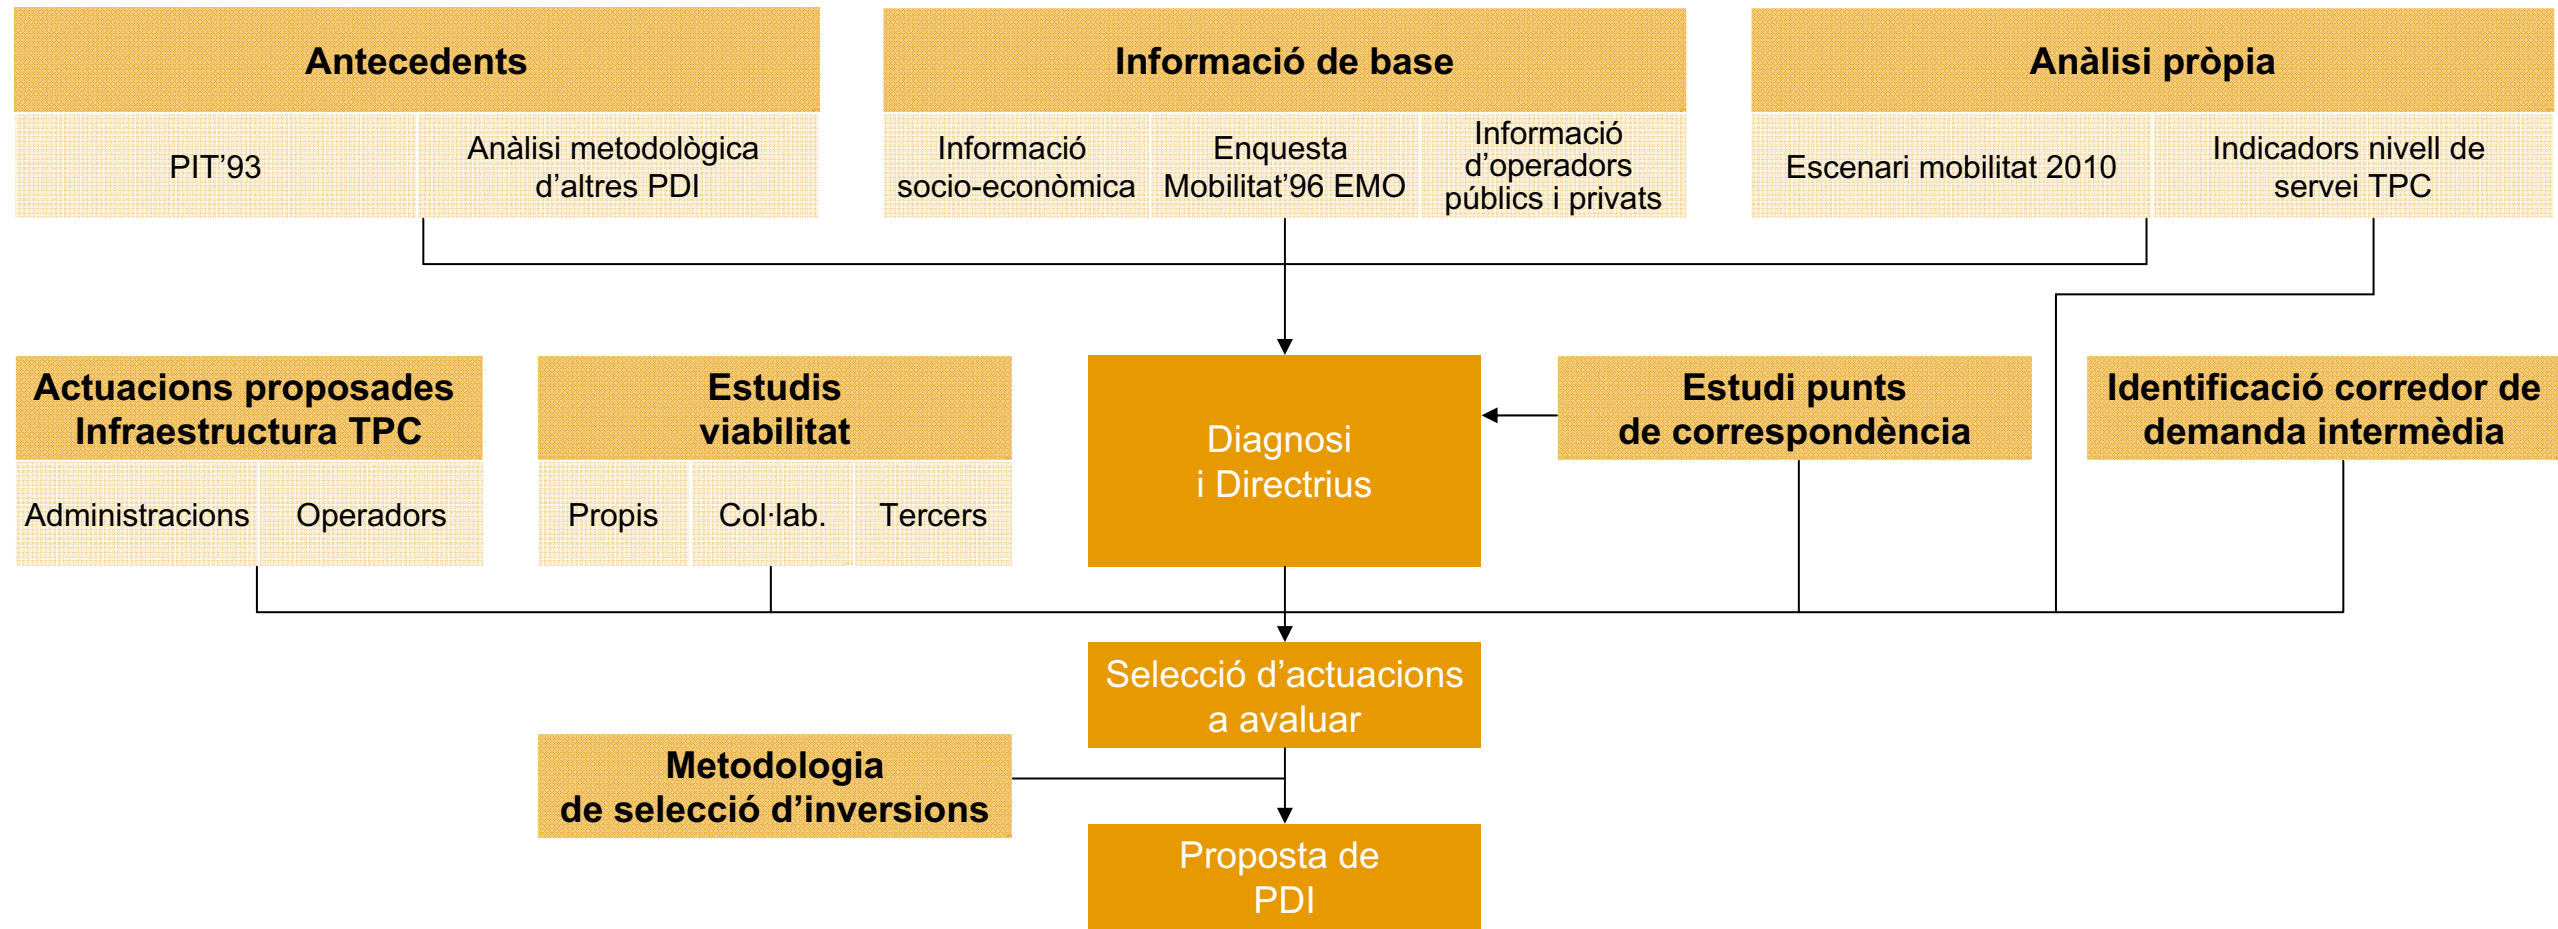 Antecedents
PIT’93
Anàlisi metodològica
d’altres PDI
Informació de base
Informació
socio-econòmica
Enquesta
Mobilitat’96 EMO
Informació
d’operadors
públics i privats
Anàlisi pròpia
Escenari mobilitat 2010
Indicadors nivell de
servei TPC
Actuacions proposades
Infraestructura TPC
Administracions
Operadors
Estudis
viabilitat
Propis
Col·lab.
Tercers
Diagnosi
i Directrius
Estudi punts
de correspondència
Identificació corredor de
demanda intermèdia
Selecció d’actuacions
a avaluar
Metodologia
de selecció d’inversions
Proposta de
PDI